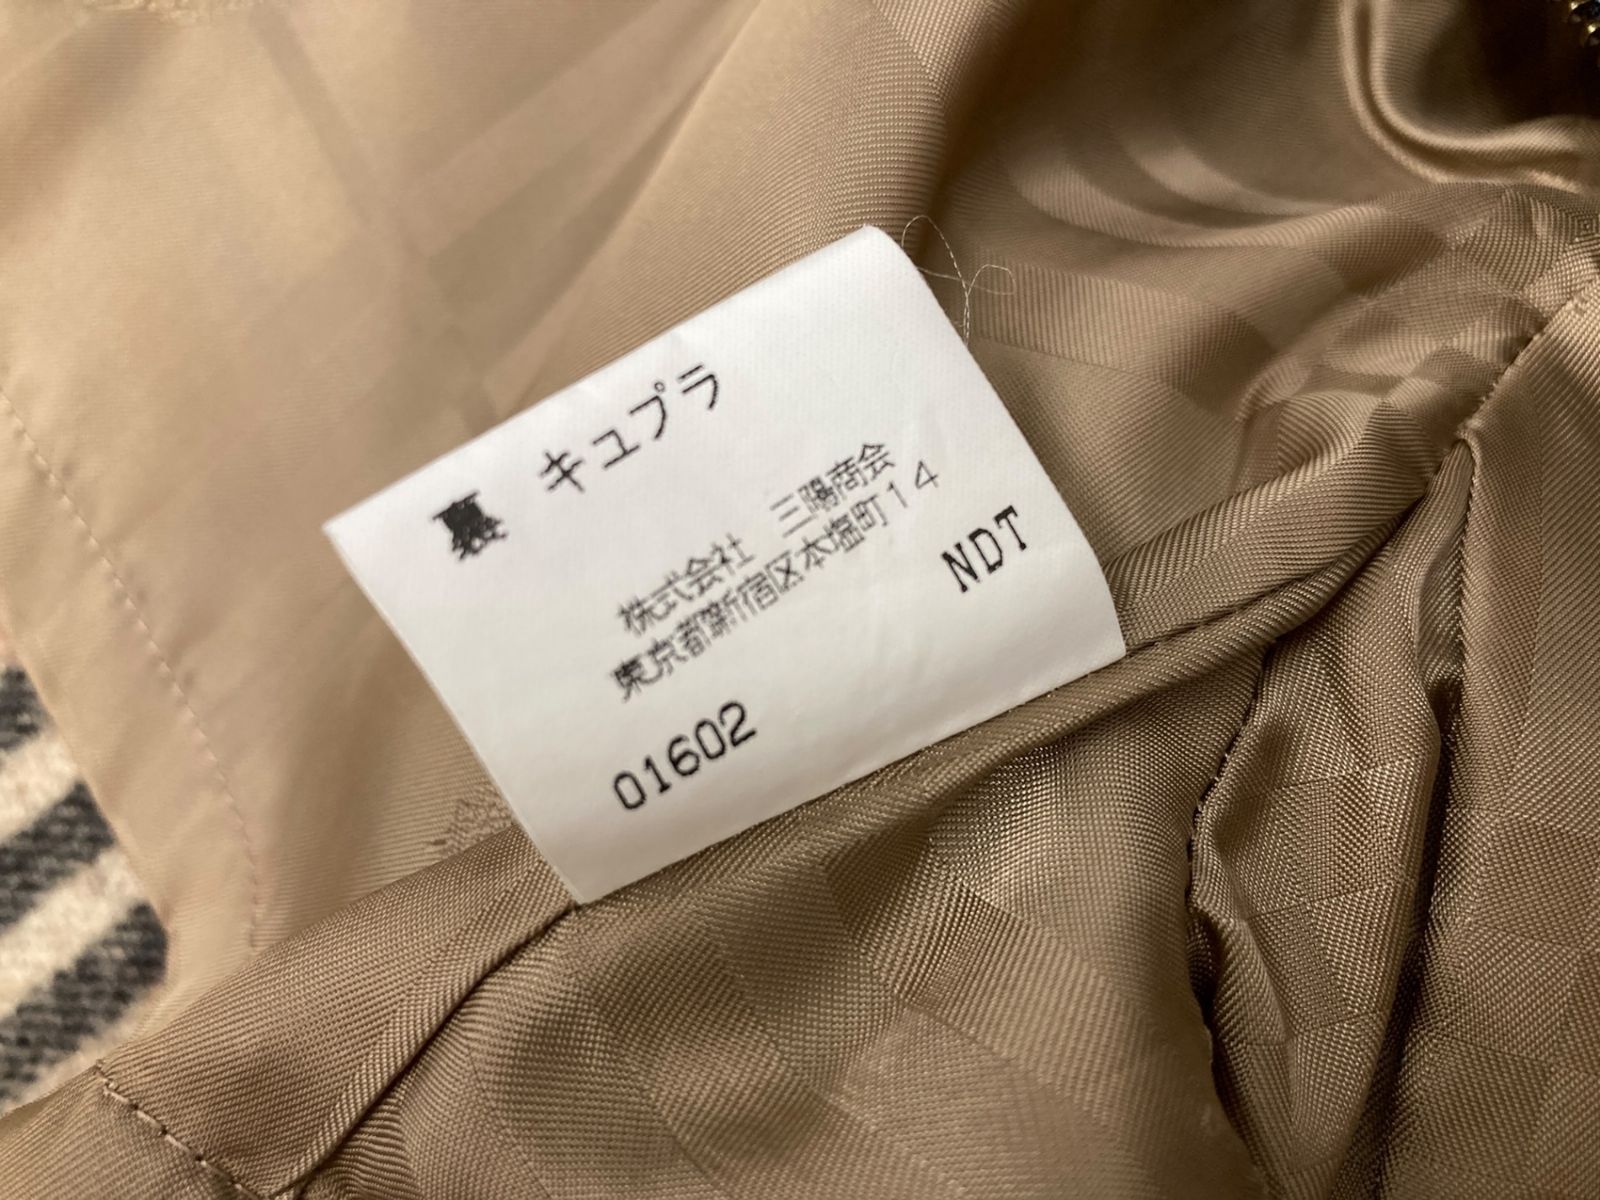 裏 キュプラ
株式会社 三陽商会
東京都新宿区本塩町14
NDT
01602